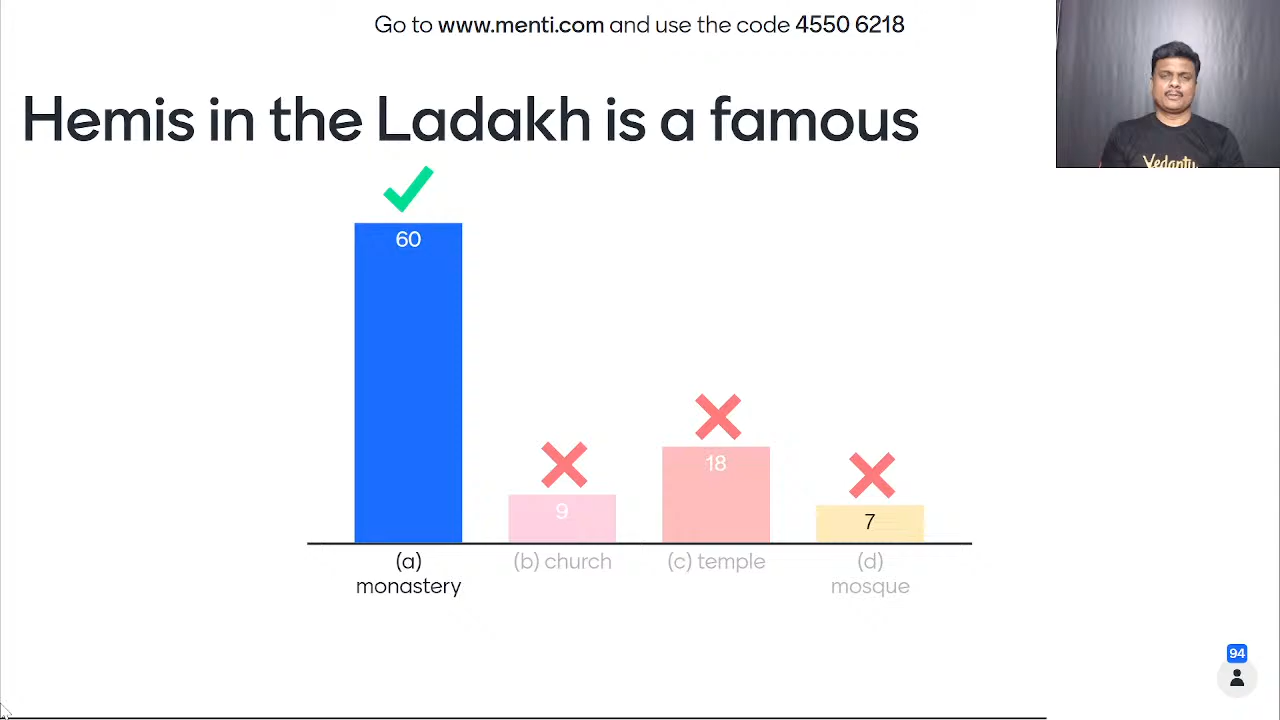 Go to www.menti.com and use the code 4550 6218
Hemis in the Ladakh is a famous
60
9
18
7
(a)
monastery
(b) church
(c) temple
(d)
mosque
Vedantu
94